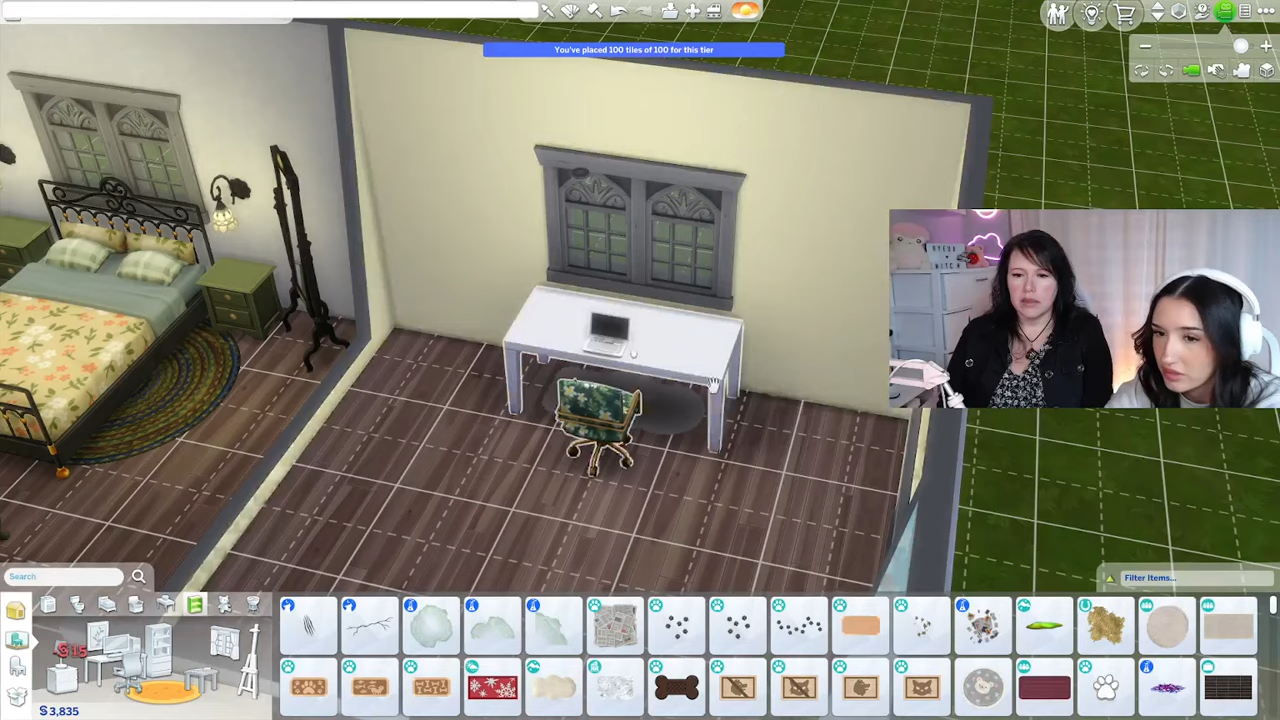 You've placed 100 tiles of 100 for this tier
Search
Filter Items...
$15
§3,835